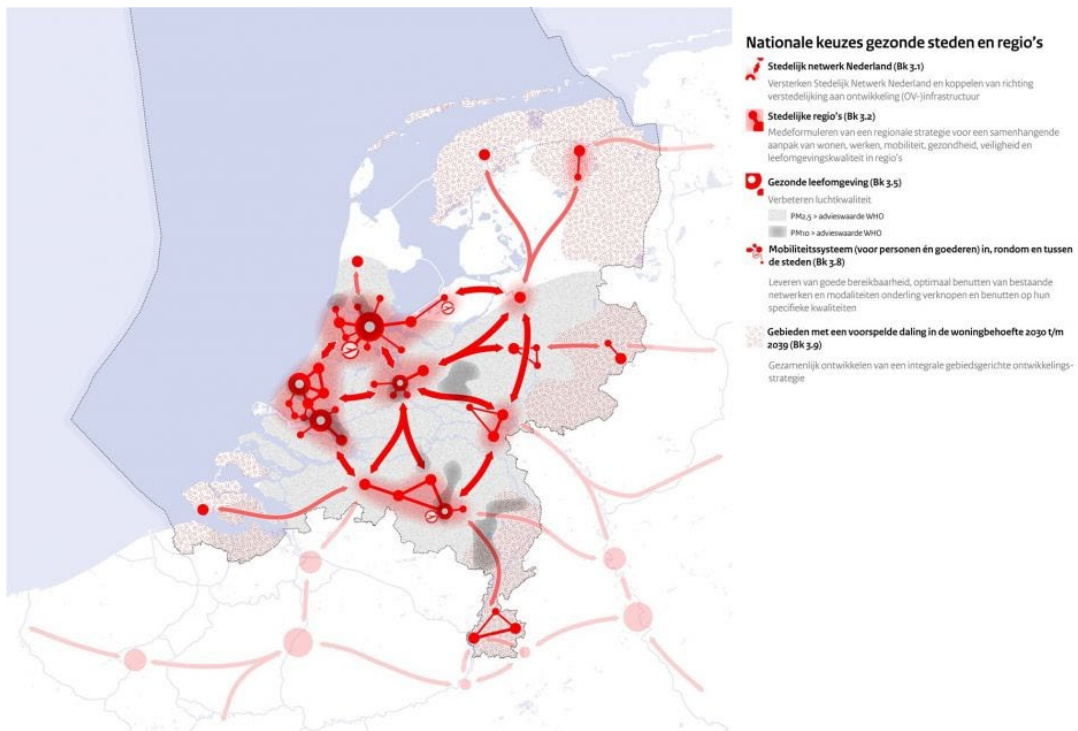 Nationale keuzes gezonde steden en regio's
Stedelijk netwerk Nederland (Bk 3.1)
Versterken Stedelijk Netwerk Nederland en koppelen van richting
verstedelijking aan ontwikkeling (OV-)infrastructuur
Stedelijke regio's (Bk 3.2)
Medeformuleren van een regionale strategie voor een samenhangende
aanpak van wonen, werken, mobiliteit, gezondheid, veiligheid en
leefomgevingskwaliteit in regio's
Gezonde leefomgeving (Bk 3.5)
Verbeteren luchtkwaliteit
PM2,5 > advieswaarde WHO
PM10 > advieswaarde WHO
Mobiliteitssysteem (voor personen én goederen) in, rondom en tussen
de steden (Bk 3.8)
Leveren van goede bereikbaarheid, optimaal benutten van bestaande
netwerken en modaliteiten onderling verknopen en benutten op hun
specifieke kwaliteiten
Gebieden met een voorspelde daling in de woningbehoefte 2030 t/m
2039 (Bk 3.9)
Gezamenlijk ontwikkelen van een integrale gebiedsgerichte ontwikkelings-
strategie